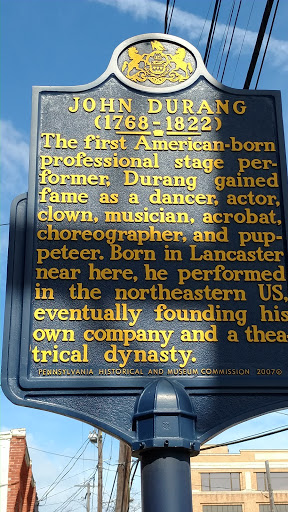 JOHN DURANG
(1768-1822)
The first American-born
professional stage per-
former, Durang gained
fame as a dancer, actor,
clown, musician, acrobat,
choreographer, and pup-
peteer. Born in Lancaster
near here, he performed
in the northeastern US,
eventually founding his
own company and a thea-
trical dynasty.
PENNSYLVANIA HISTORICAL AND MUSEUM COMMISSION 2007©